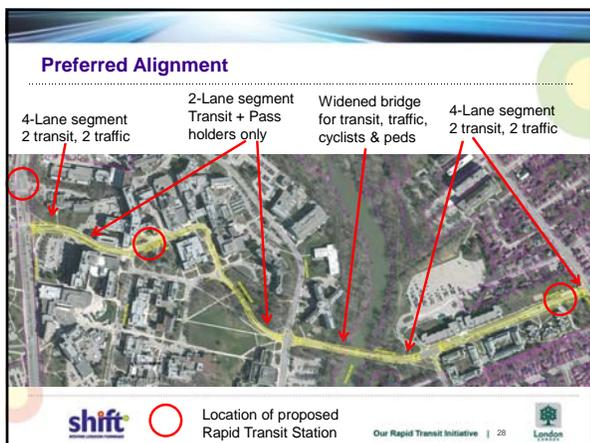 Preferred Alignment
4-Lane segment
2 transit, 2 traffic
2-Lane segment
Transit + Pass
holders only
Widened bridge
for transit, traffic,
cyclists & peds
4-Lane segment
2 transit, 2 traffic
shift
Location of proposed
Rapid Transit Station
Our Rapid Transit Initiative | 28
London
CANADA